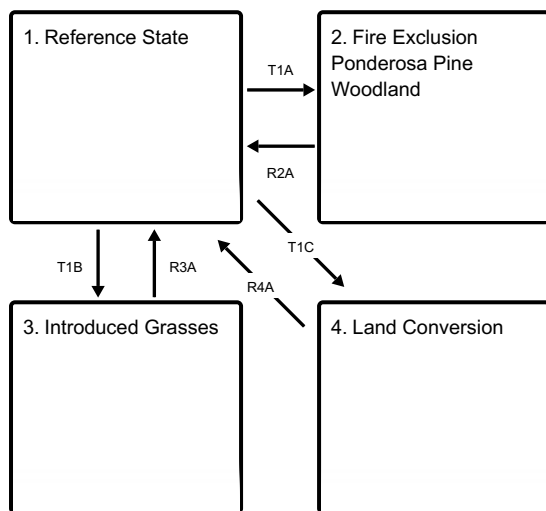 1. Reference State
2. Fire Exclusion
Ponderosa Pine
Woodland
T1A
R2A
T1B
R3A
T1C
R4A
3. Introduced Grasses
4. Land Conversion